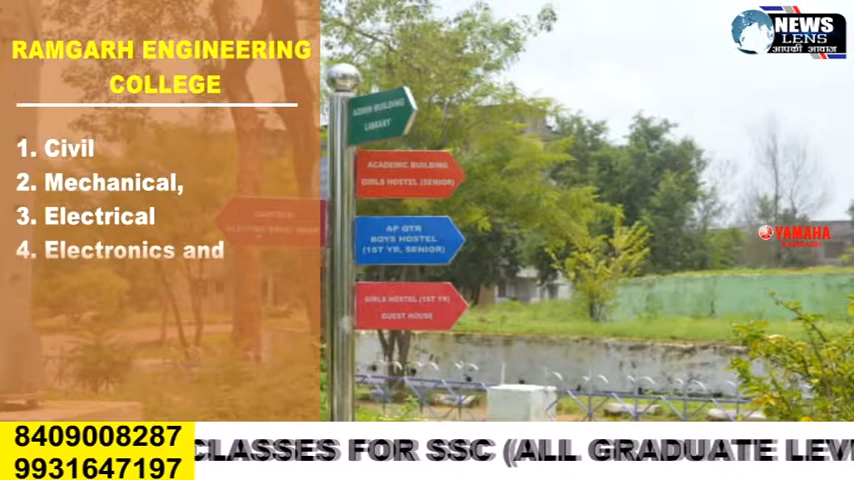 RAMGARH ENGINEERING
COLLEGE
1. Civil
2. Mechanical,
3. Electrical
4. Electronics and
ADMIN BUILDING
LIBRARY
ACADEMIC BUILDING
GIRLS HOSTEL (SENIOR)
AP QTR
BOYS HOSTEL
(1ST YR, SENIOR)
GIRLS HOSTEL (1ST YR)
GUEST HOUSE
NEWS
LENS
आपकी आवाज
YAMAHA
8409008287
9931647197
CLASSES FOR SSC (ALL GRADUATE LEV